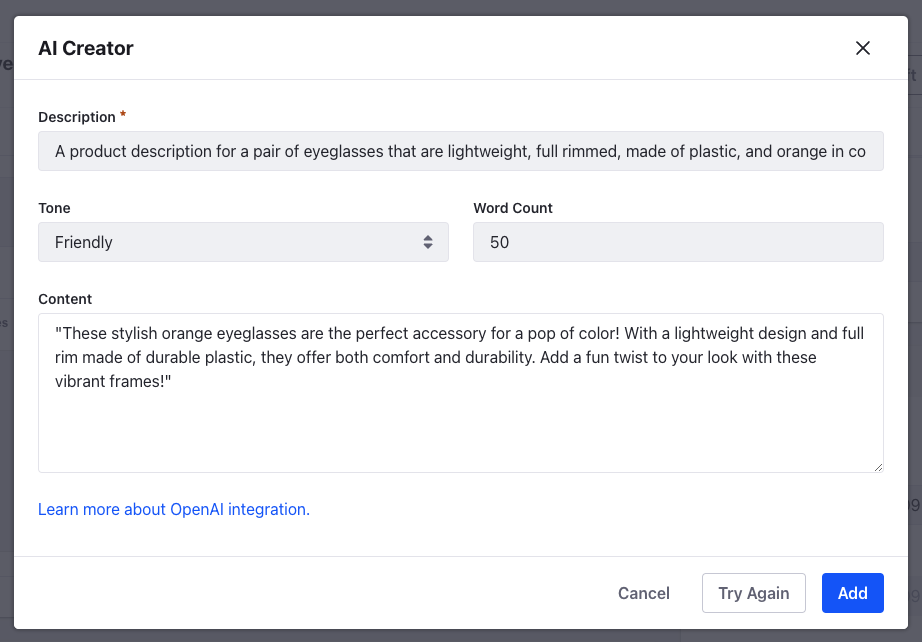 AI Creator
Description *
A product description for a pair of eyeglasses that are lightweight, full rimmed, made of plastic, and orange in co
Tone
Word Count
Friendly
50
Content
"These stylish orange eyeglasses are the perfect accessory for a pop of color! With a lightweight design and full
rim made of durable plastic, they offer both comfort and durability. Add a fun twist to your look with these
vibrant frames!"
Learn more about OpenAI integration.
Cancel
Try Again
Add